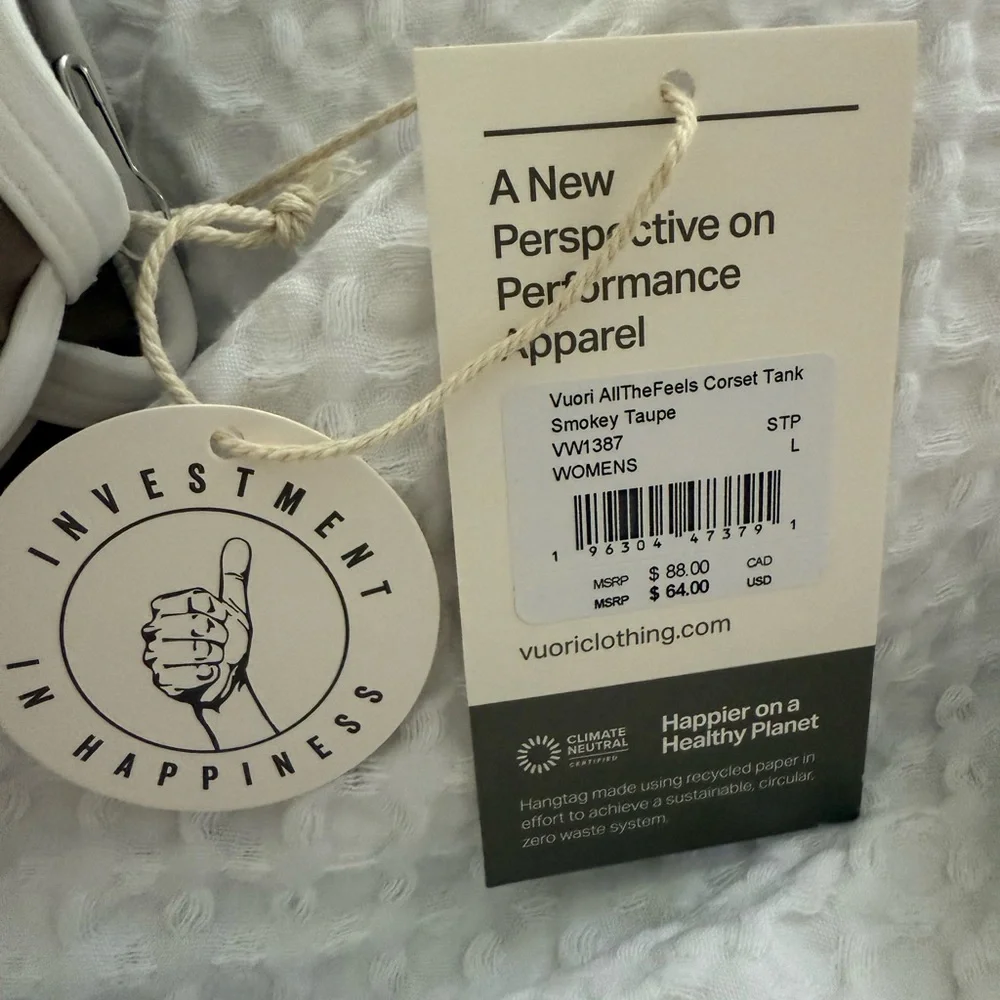 INVESTMENT
IN HAPPINESS
A New
Perspective on
Performance
Apparel
Vuori AllTheFeels Corset Tank
Smokey Taupe STP
VW1387 L
WOMENS
1 96304 47379 1
MSRP $ 88.00 CAD
MSRP $ 64.00 USD
vuoriclothing.com
CLIMATE
NEUTRAL
CERTIFIED
Happier on a
Healthy Planet
Hangtag made using recycled paper in
effort to achieve a sustainable, circular,
zero waste system.